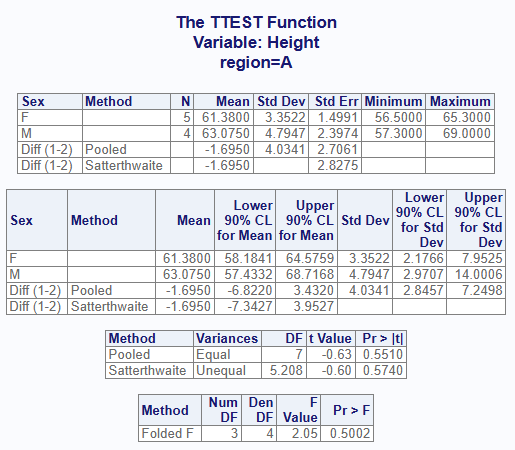 The TTEST Function
Variable: Height
region=A
Sex Method N Mean Std Dev Std Err Minimum Maximum
F 5 61.3800 3.3522 1.4991 56.5000 65.3000
M 4 63.0750 4.7947 2.3974 57.3000 69.0000
Diff (1-2) Pooled -1.6950 4.0341 2.7061
Diff (1-2) Satterthwaite -1.6950 2.8275
Sex Method Mean Lower 90% CL for Mean Upper 90% CL for Mean Std Dev Lower 90% CL for Std Dev Upper 90% CL for Std Dev
F 61.3800 58.1841 64.5759 3.3522 2.1766 7.9525
M 63.0750 57.4332 68.7168 4.7947 2.9707 14.0006
Diff (1-2) Pooled -1.6950 -6.8220 3.4320 4.0341 2.8457 7.2498
Diff (1-2) Satterthwaite -1.6950 -7.3427 3.9527
Method Variances DF t Value Pr > |t|
Pooled Equal 7 -0.63 0.5510
Satterthwaite Unequal 5.208 -0.60 0.5740
Method Num DF Den DF F Value Pr > F
Folded F 3 4 2.05 0.5002